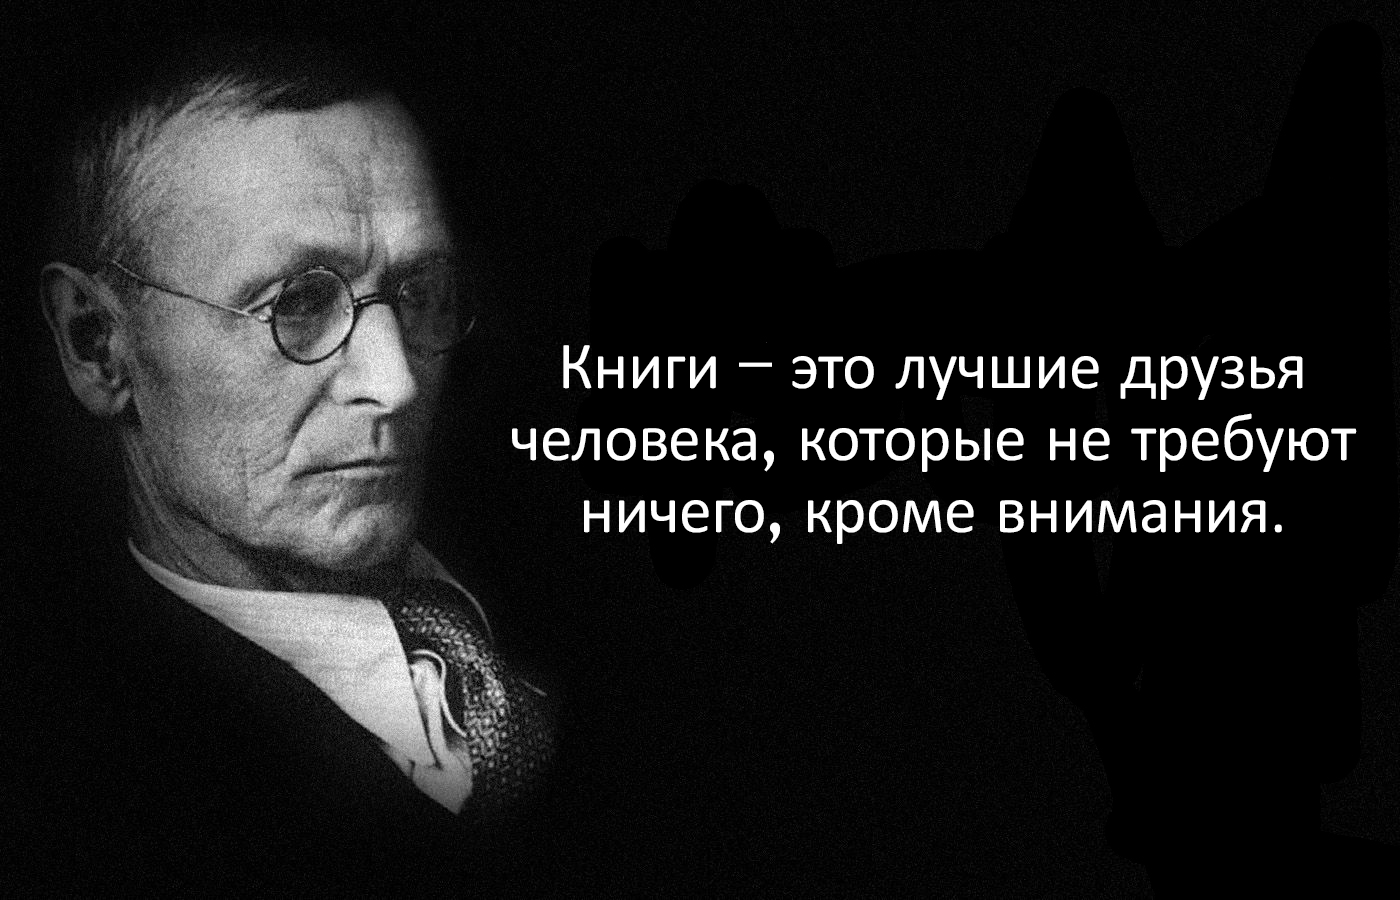 Книги – это лучшие друзья
человека, которые не требуют
ничего, кроме внимания.